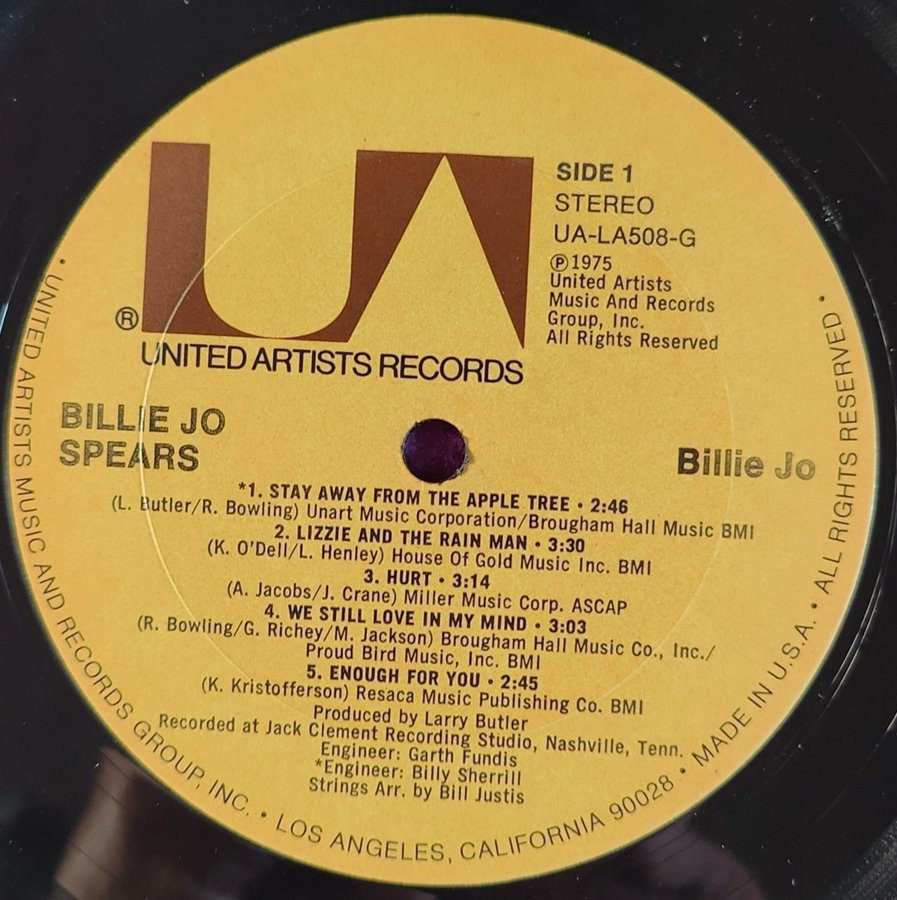 UA
SIDE 1
STEREO
UA-LA508-G
℗ 1975
United Artists
Music And Records
Group, Inc.
All Rights Reserved
®
UNITED ARTISTS RECORDS
BILLIE JO
SPEARS
Billie Jo
*1. STAY AWAY FROM THE APPLE TREE • 2:46
(L. Butler/R. Bowling) Unart Music Corporation/Brougham Hall Music BMI
2. LIZZIE AND THE RAIN MAN • 3:30
(K. O'Dell/L. Henley) House Of Gold Music Inc. BMI
3. HURT • 3:14
(A. Jacobs/J. Crane) Miller Music Corp. ASCAP
4. WE STILL LOVE IN MY MIND • 3:03
(R. Bowling/G. Richey/M. Jackson) Brougham Hall Music Co., Inc./
Proud Bird Music, Inc. BMI
5. ENOUGH FOR YOU • 2:45
(K. Kristofferson) Resaca Music Publishing Co. BMI
Produced by Larry Butler
Recorded at Jack Clement Recording Studio, Nashville, Tenn.
Engineer: Garth Fundis
*Engineer: Billy Sherrill
Strings Arr. by Bill Justis
• UNITED ARTISTS MUSIC AND RECORDS GROUP, INC. • LOS ANGELES, CALIFORNIA 90028 • MADE IN U.S.A. • ALL RIGHTS RESERVED •